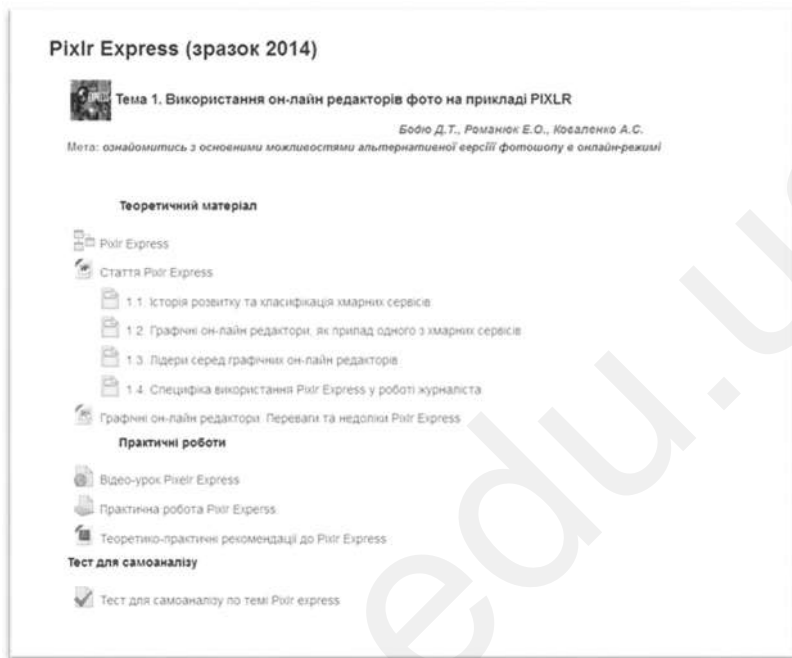 Pixlr Express (зразок 2014)
Тема 1. Використання он-лайн редакторів фото на прикладі PIXLR
Бодю Д.Т., Романюк Е.О., Коваленко А.С.
Мета: ознайомитись з основними можливостями альтернативної версіїї фотошопу в онлайн-режимі
Теоретичний матеріал
Pixlr Express
Стаття Pixlr Express
1.1. Історія розвитку та класифікація хмарних сервісів
1.2. Графічні он-лайн редактори, як припад одного з хмарних сервісів
1.3. Лідери серед графічних он-лайн редакторів
1.4. Специфіка використання Pixlr Express у роботі журналіста
Графічні он-лайн редактори. Переваги та недоліки Pixlr Express
Практичні роботи
Відео-урок Pixelr Express
Практична робота Pixlr Experss
Теоретико-практичні рекомендації до Pixlr Express
Тест для самоаналізу
Тест для самоаналізу по темі Pixlr express
edu.u